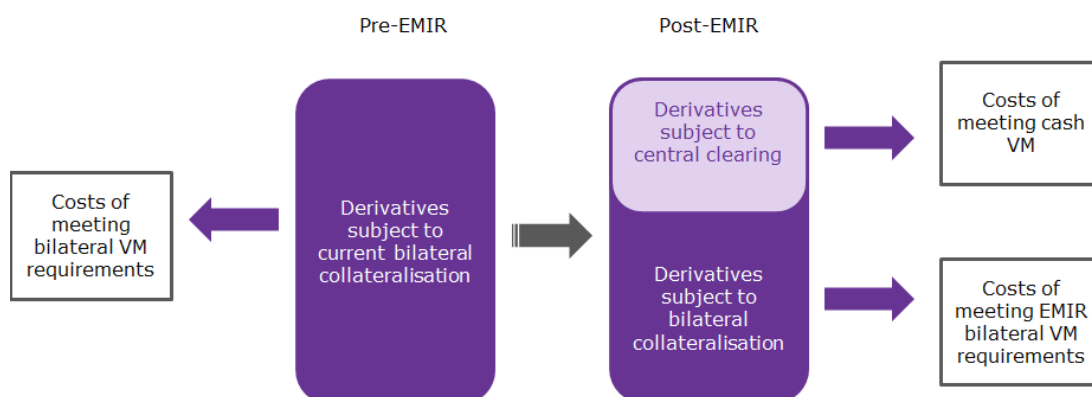 Pre-EMIR
Post-EMIR
Costs of
meeting
bilateral VM
requirements
Derivatives
subject to
current bilateral
collateralisation
Derivatives
subject to
central clearing
Derivatives
subject to
bilateral
collateralisation
Costs of
meeting cash
VM
Costs of
meeting EMIR
bilateral VM
requirements